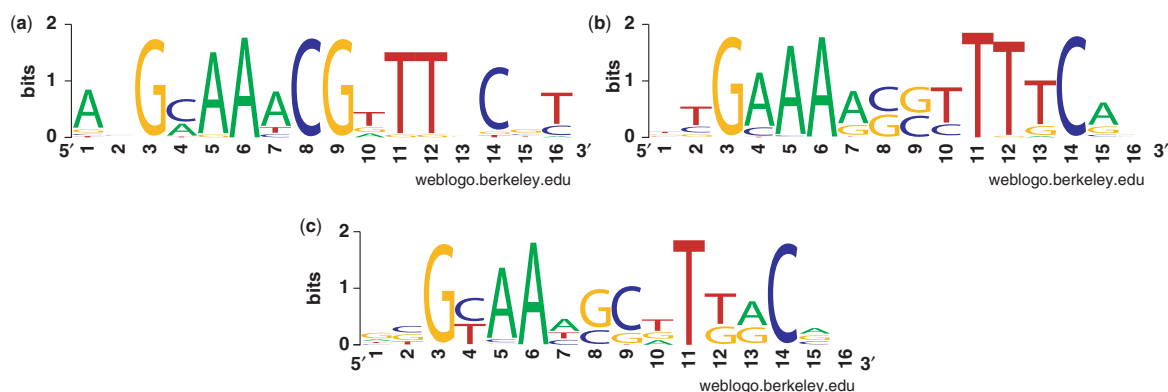 (a)
2
bits
1
0
A GCAAACGTTT C T
5′ 1 2 3 4 5 6 7 8 9 10 11 12 13 14 15 16 3′
weblogo.berkeley.edu
(b)
2
bits
1
0
TGAAAACGTTTTCA
5′ 1 2 3 4 5 6 7 8 9 10 11 12 13 14 15 16 3′
weblogo.berkeley.edu
(c)
2
bits
1
0
GCGCAAAGCTTTACA
5′ 1 2 3 4 5 6 7 8 9 10 11 12 13 14 15 16 3′
weblogo.berkeley.edu